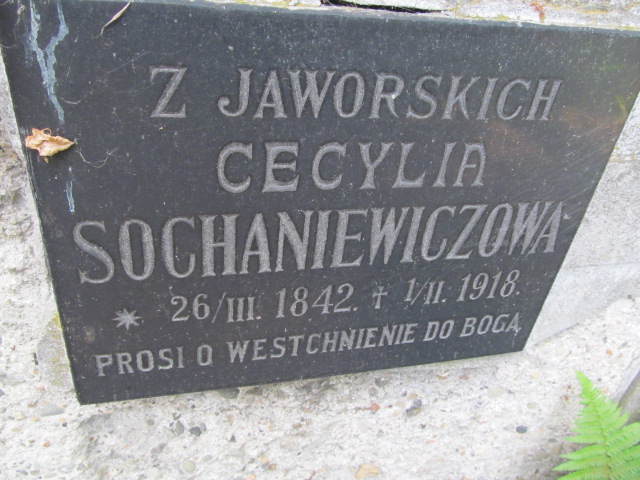 Z JAWORSKICH
CECYLIA
SOCHANIEWICZOWA
* 26/III. 1842. † 1/II. 1918.
PROSI O WESTCHNIENIE DO BOGA